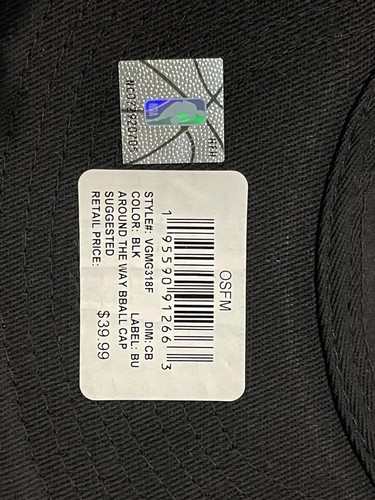 OSFM
1 95590 91266 3
STYLE#: VGMG318F DIM: CB
COLOR: BLK LABEL: BU
AROUND THE WAY BBALL CAP
SUGGESTED
RETAIL PRICE: $39.99